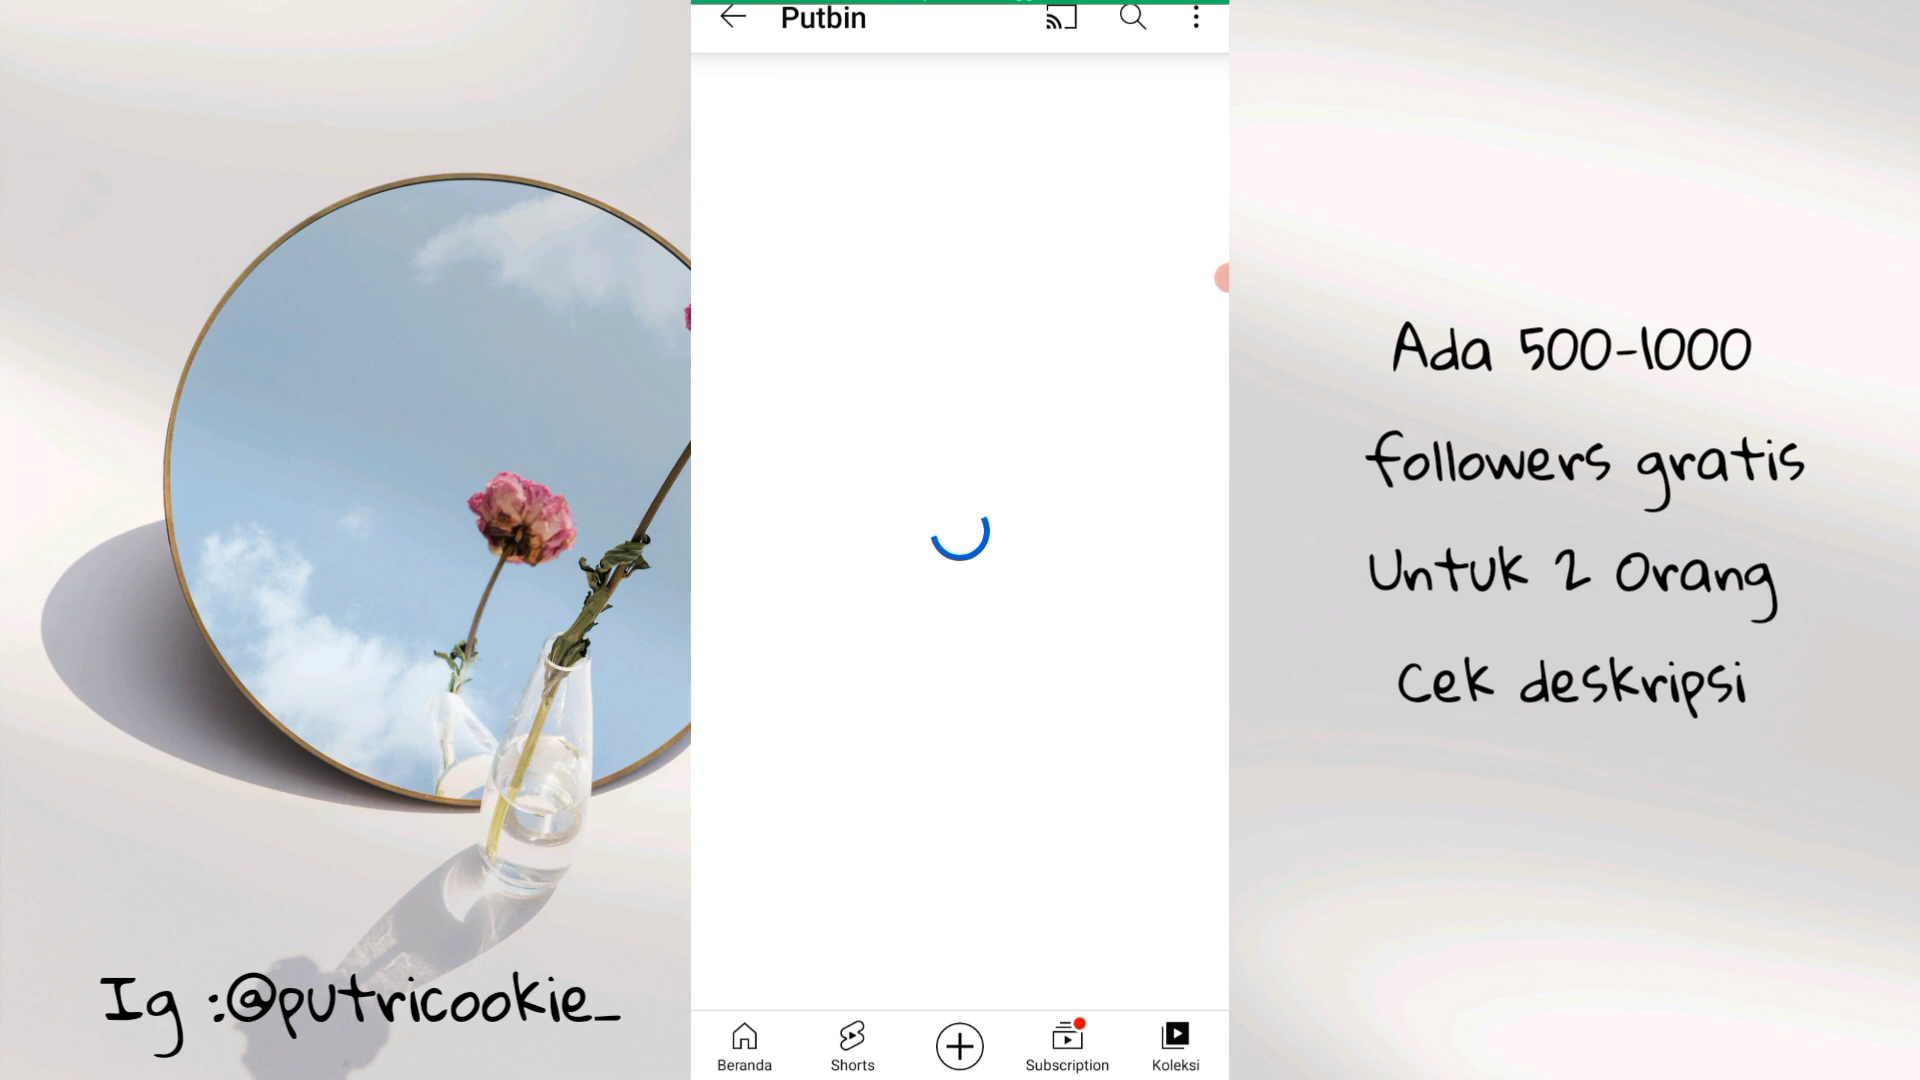 Putbin
Ada 500-1000
followers gratis
Untuk 2 Orang
Cek deskripsi
Ig :@putricookie_
Beranda
Shorts
Subscription
Koleksi